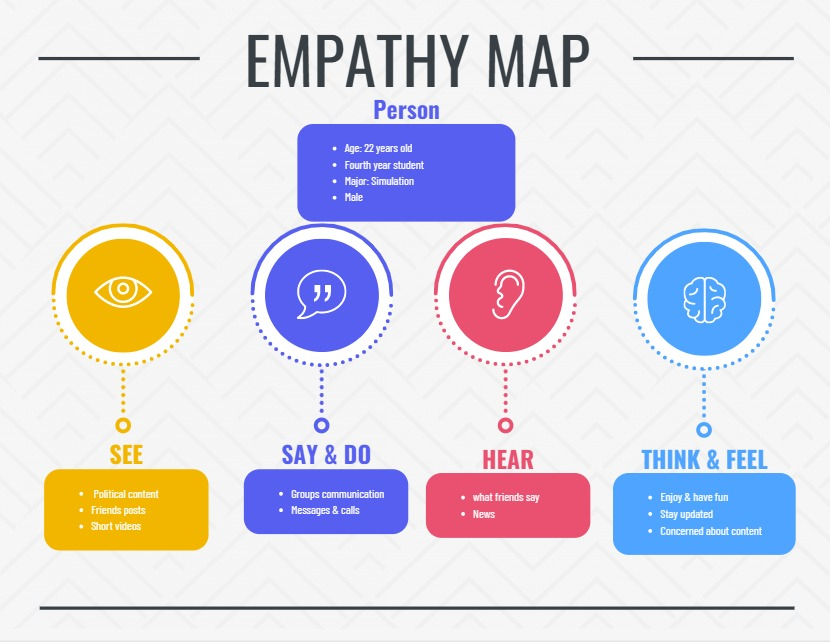 EMPATHY MAP
Person
• Age: 22 years old
• Fourth year student
• Major: Simulation
• Male
SEE
• Political content
• Friends posts
• Short videos
SAY & DO
• Groups communication
• Messages & calls
HEAR
• what friends say
• News
THINK & FEEL
• Enjoy & have fun
• Stay updated
• Concerned about content